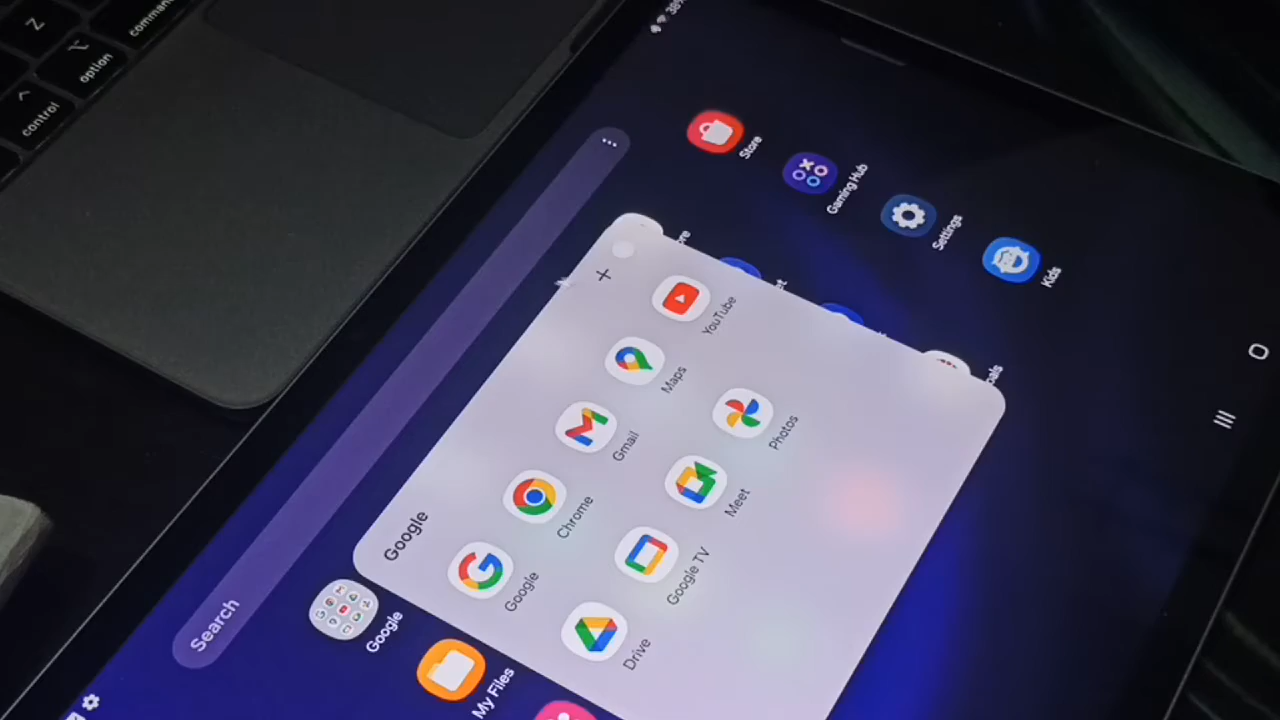 Z
command
option
control
38%
Store
Gaming Hub
Settings
Kids
Search
Google
YouTube
Maps
Gmail
Chrome
Google
Photos
Meet
Google TV
Drive
Google
My Files